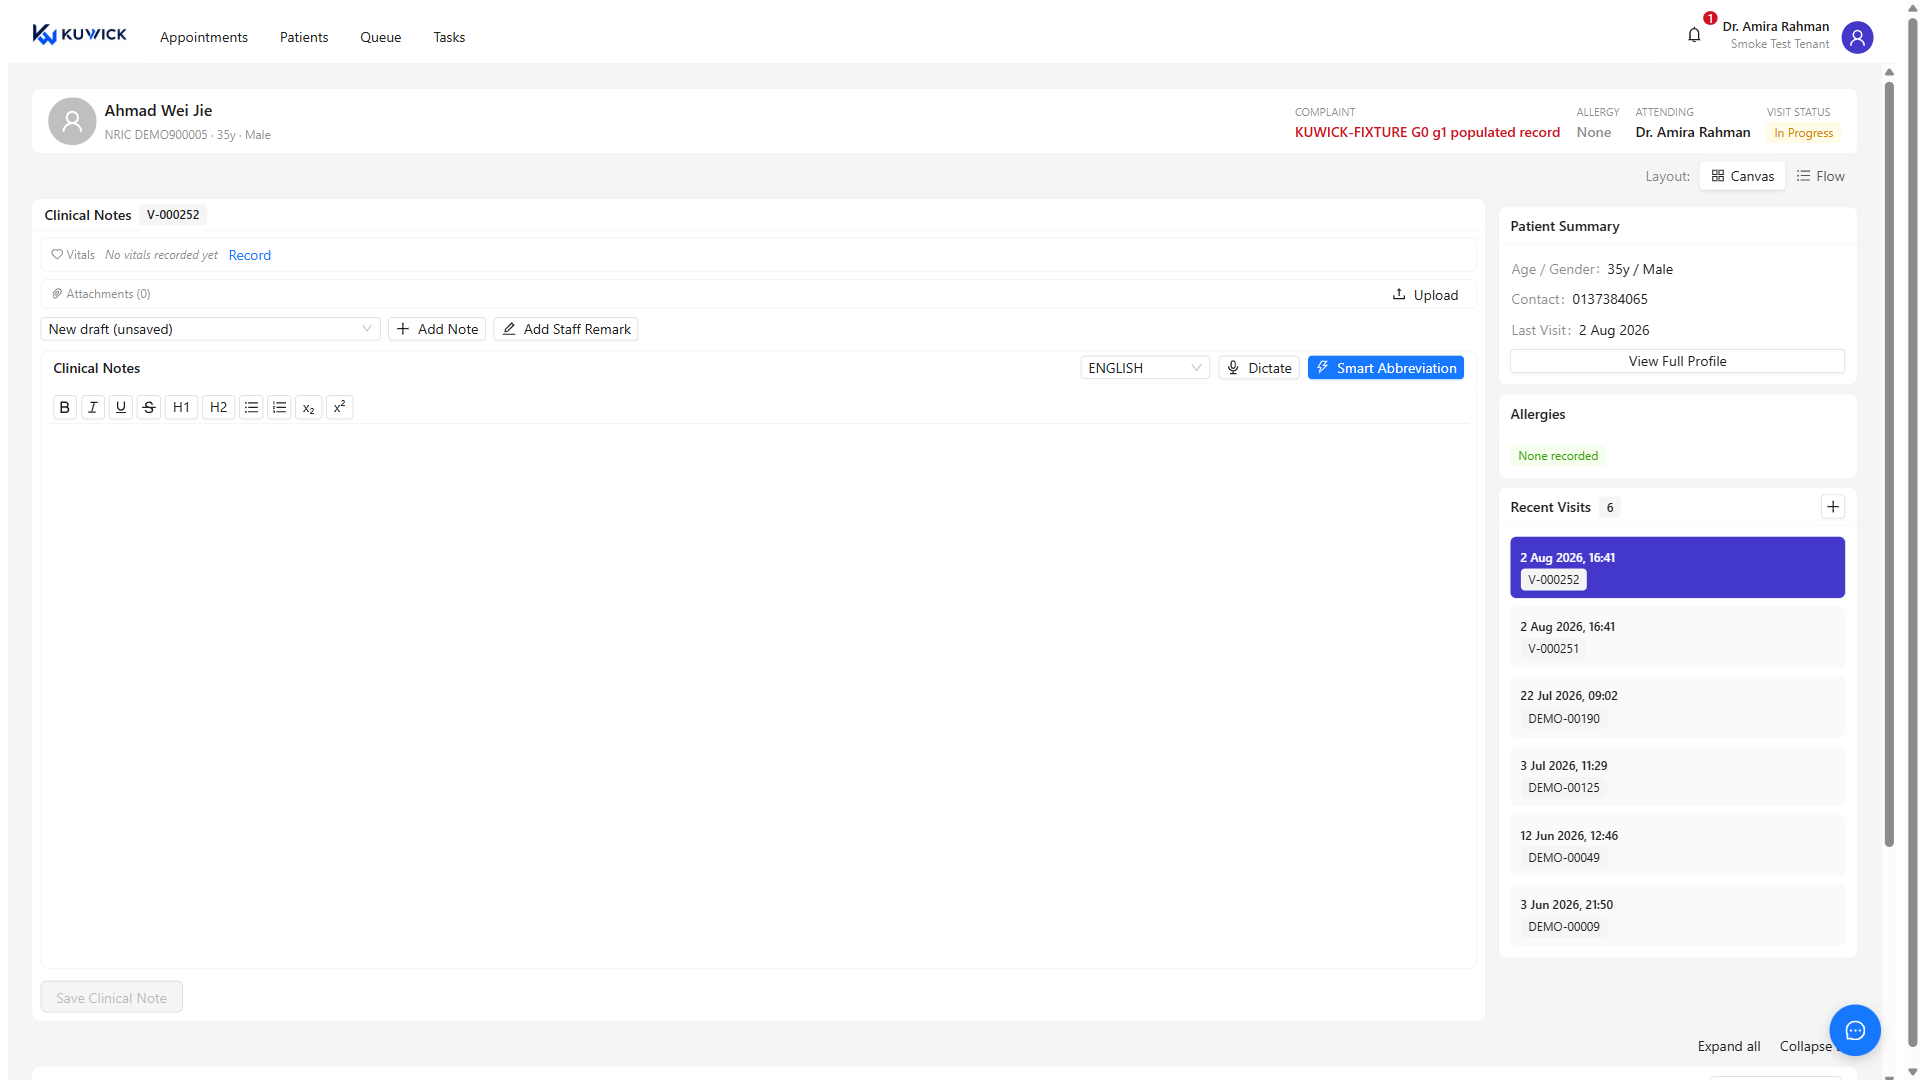 KUWICK
Appointments
Patients
Queue
Tasks
1
Dr. Amira Rahman
Smoke Test Tenant
Ahmad Wei Jie
NRIC DEMO900005 · 35y · Male
COMPLAINT
KUWICK-FIXTURE G0 g1 populated record
ALLERGY
None
ATTENDING
Dr. Amira Rahman
VISIT STATUS
In Progress
Layout:
Canvas
Flow
Clinical Notes V-000252
Vitals No vitals recorded yet Record
Attachments (0)
Upload
New draft (unsaved)
Add Note
Add Staff Remark
Clinical Notes
ENGLISH
Dictate
Smart Abbreviation
B I U S H1 H2 x₂ x²
Save Clinical Note
Patient Summary
Age / Gender: 35y / Male
Contact: 0137384065
Last Visit: 2 Aug 2026
View Full Profile
Allergies
None recorded
Recent Visits 6
2 Aug 2026, 16:41
V-000252
2 Aug 2026, 16:41
V-000251
22 Jul 2026, 09:02
DEMO-00190
3 Jul 2026, 11:29
DEMO-00125
12 Jun 2026, 12:46
DEMO-00049
3 Jun 2026, 21:50
DEMO-00009
Expand all
Collapse